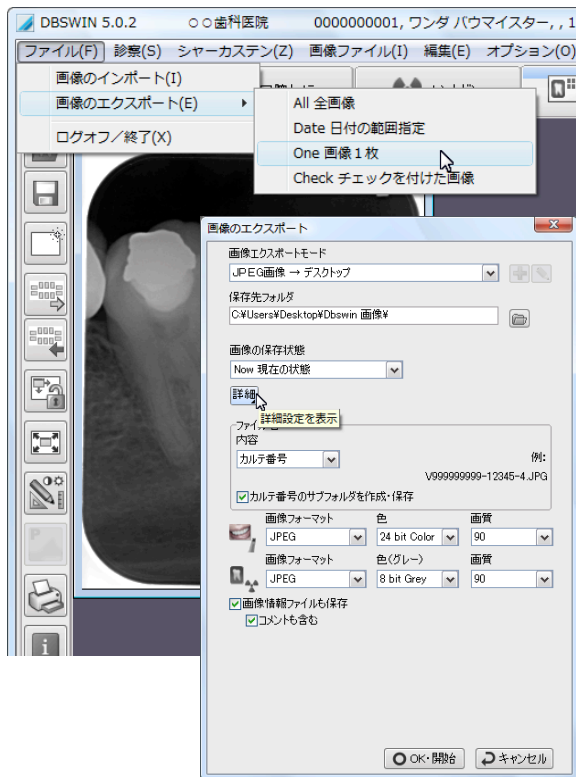 DBSWIN 5.0.2 ○○歯科医院 0000000001, ワンダ バウマイスター, , 1
ファイル(F) 診察(S) シャーカステン(Z) 画像ファイル(I) 編集(E) オプション(O)
画像のインポート(I)
画像のエクスポート(E)
ログオフ／終了(X)
All 全画像
Date 日付の範囲指定
One 画像１枚
Check チェックを付けた画像
画像のエクスポート
画像エクスポートモード
JPEG画像 → デスクトップ
保存先フォルダ
C:¥Users¥Desktop¥Dbswin 画像¥
画像の保存状態
Now 現在の状態
詳細
詳細設定を表示
内容
カルテ番号
例:
V999999999-12345-4.JPG
カルテ番号のサブフォルダを作成・保存
画像フォーマット 色 画質
JPEG 24 bit Color 90
画像フォーマット 色(グレー) 画質
JPEG 8 bit Grey 90
画像情報ファイルも保存
コメントも含む
OK・開始 キャンセル